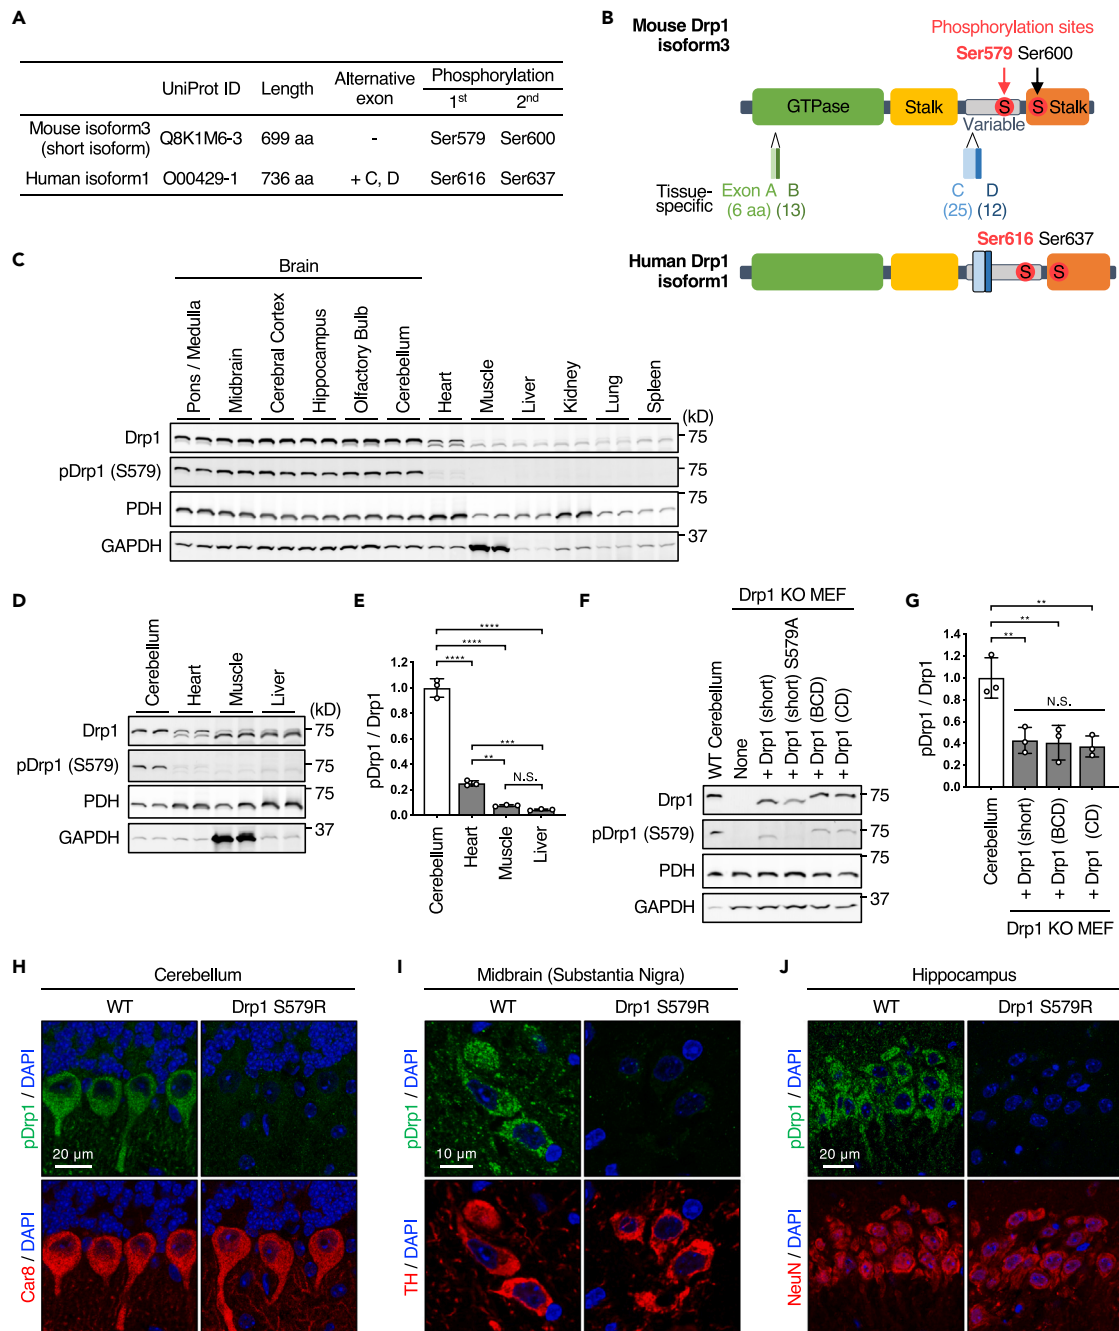 A
UniProt ID Length Alternative exon Phosphorylation
1st 2nd
Mouse isoform3 (short isoform) Q8K1M6-3 699 aa - Ser579 Ser600
Human isoform1 O00429-1 736 aa + C, D Ser616 Ser637
B
Mouse Drp1 isoform3
Phosphorylation sites
Ser579 Ser600
GTPase Stalk S S Stalk
Variable
Tissue-specific
Exon A B C D
(6 aa) (13) (25) (12)
Ser616 Ser637
Human Drp1 isoform1
S S
C
Brain
Pons / Medulla
Midbrain
Cerebral Cortex
Hippocampus
Olfactory Bulb
Cerebellum
Heart
Muscle
Liver
Kidney
Lung
Spleen
(kD)
Drp1 75
pDrp1 (S579) 75
PDH 75
GAPDH 37
D
Cerebellum
Heart
Muscle
Liver
(kD)
Drp1 75
pDrp1 (S579) 75
PDH 75
GAPDH 37
E
pDrp1 / Drp1
1.2
1.0
0.8
0.6
0.4
0.2
0.0
****
****
****
***
**
N.S.
Cerebellum
Heart
Muscle
Liver
F
Drp1 KO MEF
WT Cerebellum
None
+ Drp1 (short)
+ Drp1 (short) S579A
+ Drp1 (BCD)
+ Drp1 (CD)
Drp1 75
pDrp1 (S579) 75
PDH 75
GAPDH 37
G
pDrp1 / Drp1
1.4
1.2
1.0
0.8
0.6
0.4
0.2
0
**
**
**
N.S.
Cerebellum
+ Drp1 (short)
+ Drp1 (BCD)
+ Drp1 (CD)
Drp1 KO MEF
H
Cerebellum
WT Drp1 S579R
pDrp1 / DAPI
20 µm
Car8 / DAPI
I
Midbrain (Substantia Nigra)
WT Drp1 S579R
pDrp1 / DAPI
10 µm
TH / DAPI
J
Hippocampus
WT Drp1 S579R
pDrp1 / DAPI
20 µm
NeuN / DAPI